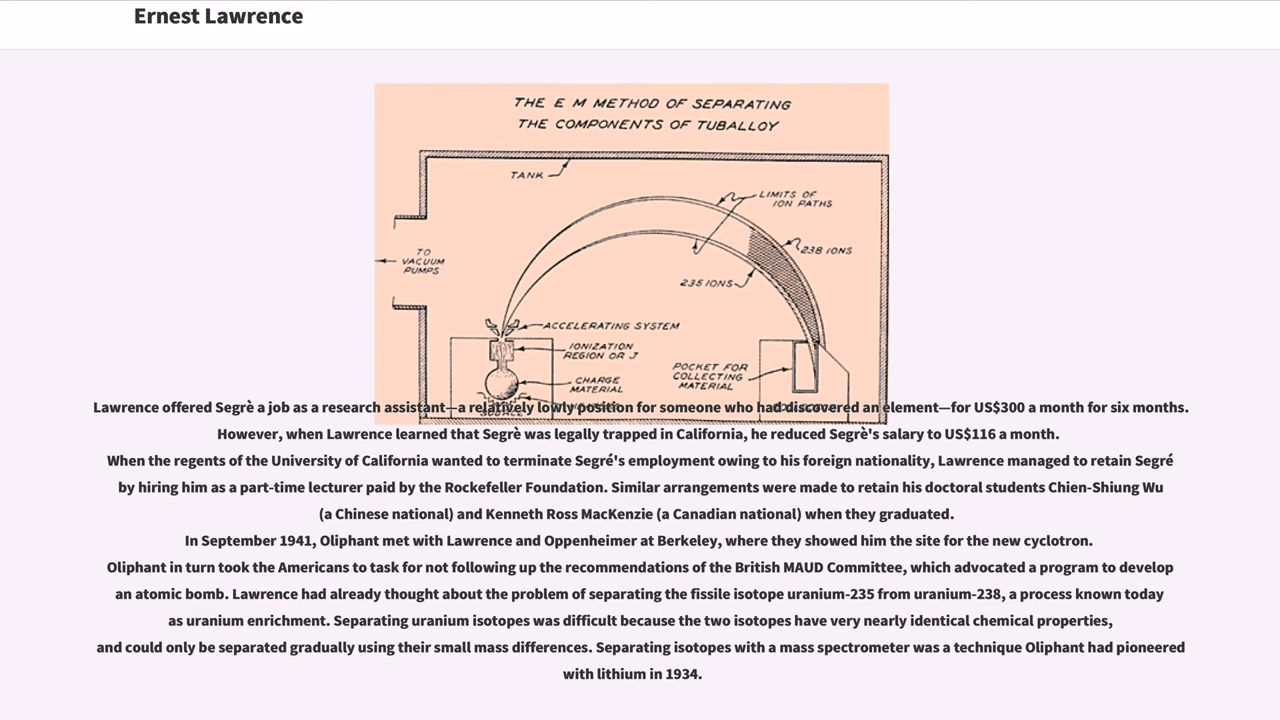 Ernest Lawrence
THE E M METHOD OF SEPARATING
THE COMPONENTS OF TUBALLOY
TANK
LIMITS OF
ION PATHS
238 IONS
TO
VACUUM
PUMPS
235 IONS
ACCELERATING SYSTEM
IONIZATION
REGION OR J
POCKET FOR
COLLECTING
MATERIAL
CHARGE
MATERIAL
Lawrence offered Segrè a job as a research assistant—a relatively lowly position for someone who had discovered an element—for US$300 a month for six months.
However, when Lawrence learned that Segrè was legally trapped in California, he reduced Segrè's salary to US$116 a month.
When the regents of the University of California wanted to terminate Segré's employment owing to his foreign nationality, Lawrence managed to retain Segré
by hiring him as a part-time lecturer paid by the Rockefeller Foundation. Similar arrangements were made to retain his doctoral students Chien-Shiung Wu
(a Chinese national) and Kenneth Ross MacKenzie (a Canadian national) when they graduated.
In September 1941, Oliphant met with Lawrence and Oppenheimer at Berkeley, where they showed him the site for the new cyclotron.
Oliphant in turn took the Americans to task for not following up the recommendations of the British MAUD Committee, which advocated a program to develop
an atomic bomb. Lawrence had already thought about the problem of separating the fissile isotope uranium-235 from uranium-238, a process known today
as uranium enrichment. Separating uranium isotopes was difficult because the two isotopes have very nearly identical chemical properties,
and could only be separated gradually using their small mass differences. Separating isotopes with a mass spectrometer was a technique Oliphant had pioneered
with lithium in 1934.